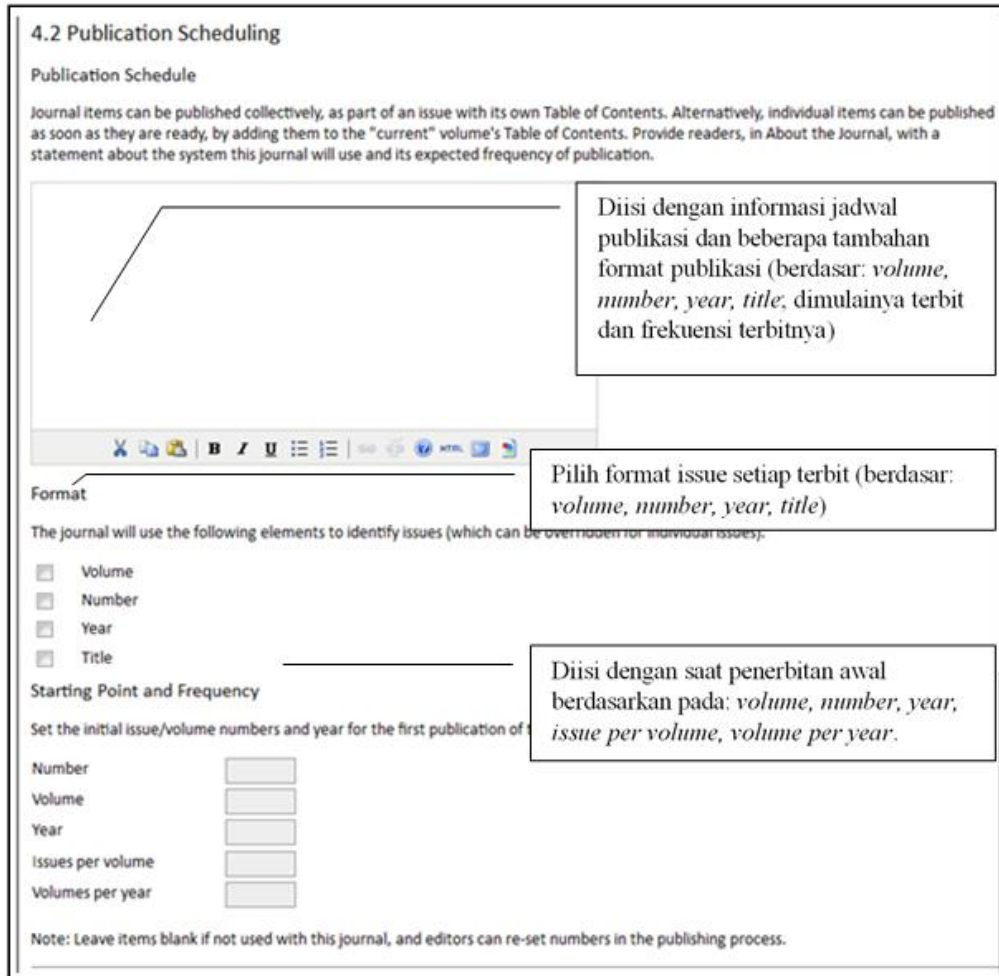 4.2 Publication Scheduling
Publication Schedule
Journal items can be published collectively, as part of an issue with its own Table of Contents. Alternatively, individual items can be published
as soon as they are ready, by adding them to the "current" volume's Table of Contents. Provide readers, in About the Journal, with a
statement about the system this journal will use and its expected frequency of publication.
Diisi dengan informasi jadwal
publikasi dan beberapa tambahan
format publikasi (berdasar: volume,
number, year, title; dimulainya terbit
dan frekuensi terbitnya)
B I U HTML
Pilih format issue setiap terbit (berdasar:
volume, number, year, title)
Format
The journal will use the following elements to identify issues (which can be overridden for individual issues).
Volume
Number
Year
Title
Diisi dengan saat penerbitan awal
berdasarkan pada: volume, number, year,
issue per volume, volume per year.
Starting Point and Frequency
Set the initial issue/volume numbers and year for the first publication of
Number
Volume
Year
Issues per volume
Volumes per year
Note: Leave items blank if not used with this journal, and editors can re-set numbers in the publishing process.